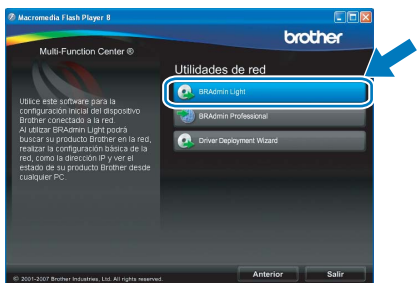 Macromedia Flash Player 8
brother
Multi-Function Center ®
Utilidades de red
Utilice este software para la
configuración inicial del dispositivo
Brother conectado a la red.
Al utilizar BRAdmin Light podrá
buscar su producto Brother en la red,
realizar la configuración básica de la
red, como la dirección IP y ver el
estado de su producto Brother desde
cualquier PC.
BRAdmin Light
BRAdmin Professional
Driver Deployment Wizard
© 2001-2007 Brother Industries, Ltd. All rights reserved.
Anterior
Salir